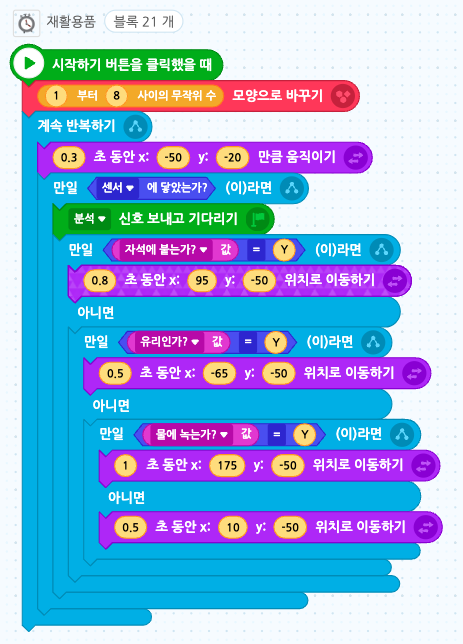 재활용품 블록 21 개
시작하기 버튼을 클릭했을 때
1 부터 8 사이의 무작위 수 모양으로 바꾸기
계속 반복하기
0.3 초 동안 x: -50 y: -20 만큼 움직이기
만일 센서 에 닿았는가? (이)라면
분석 신호 보내고 기다리기
만일 자석에 붙는가? 값 = Y (이)라면
0.8 초 동안 x: 95 y: -50 위치로 이동하기
아니면
만일 유리인가? 값 = Y (이)라면
0.5 초 동안 x: -65 y: -50 위치로 이동하기
아니면
만일 물에 녹는가? 값 = Y (이)라면
1 초 동안 x: 175 y: -50 위치로 이동하기
아니면
0.5 초 동안 x: 10 y: -50 위치로 이동하기